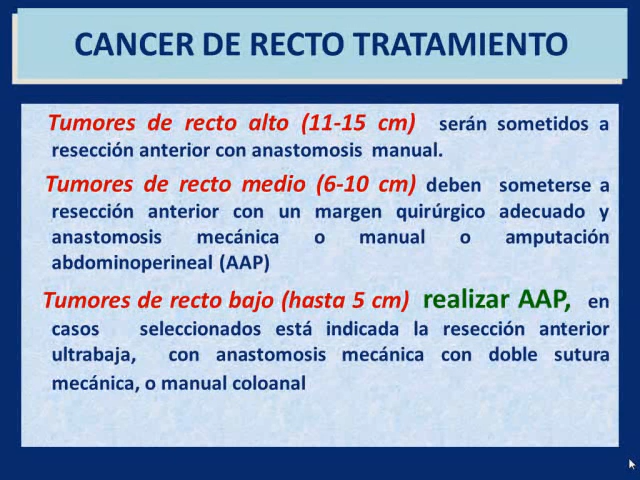 CANCER DE RECTO TRATAMIENTO
Tumores de recto alto (11-15 cm) serán sometidos a
resección anterior con anastomosis manual.
Tumores de recto medio (6-10 cm) deben someterse a
resección anterior con un margen quirúrgico adecuado y
anastomosis mecánica o manual o amputación
abdominoperineal (AAP)
Tumores de recto bajo (hasta 5 cm) realizar AAP, en
casos seleccionados está indicada la resección anterior
ultrabaja, con anastomosis mecánica con doble sutura
mecánica, o manual coloanal